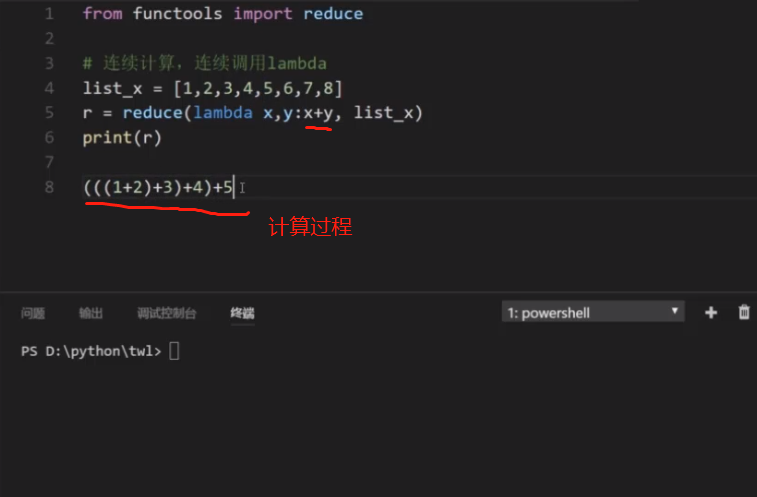 1 from functools import reduce
2
3 # 连续计算，连续调用lambda
4 list_x = [1,2,3,4,5,6,7,8]
5 r = reduce(lambda x,y:x+y, list_x)
6 print(r)
7
8 (((1+2)+3)+4)+5
计算过程
问题 输出 调试控制台 终端 1: powershell
PS D:\python\twl>